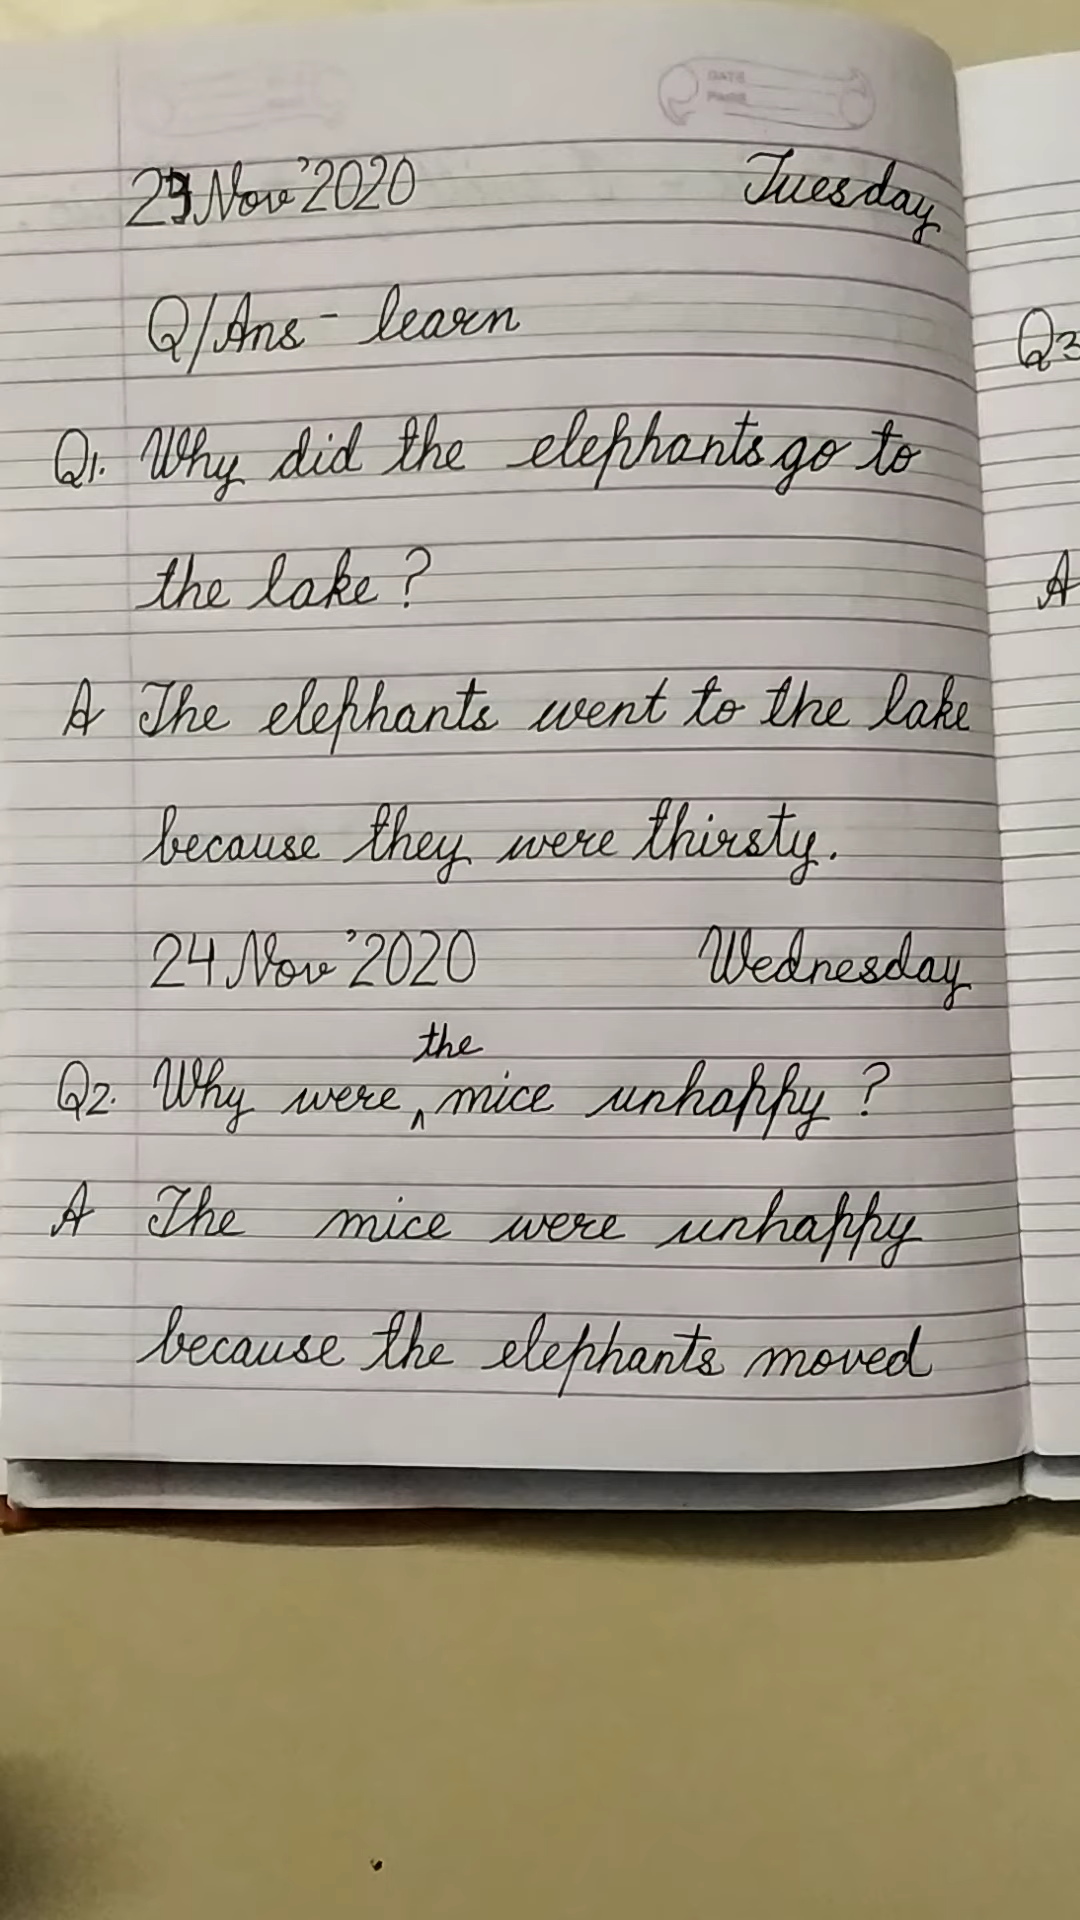 DATE
PAGE
Nov'2020 Tuesday
Q/Ans - learn
Q1. Why did the elephants go to
the lake?
A The elephants went to the lake
because they were thirsty.
24 Nov'2020 Wednesday
the
Q2. Why were ^ mice unhappy?
A The mice were unhappy
because the elephants moved
Q3
A